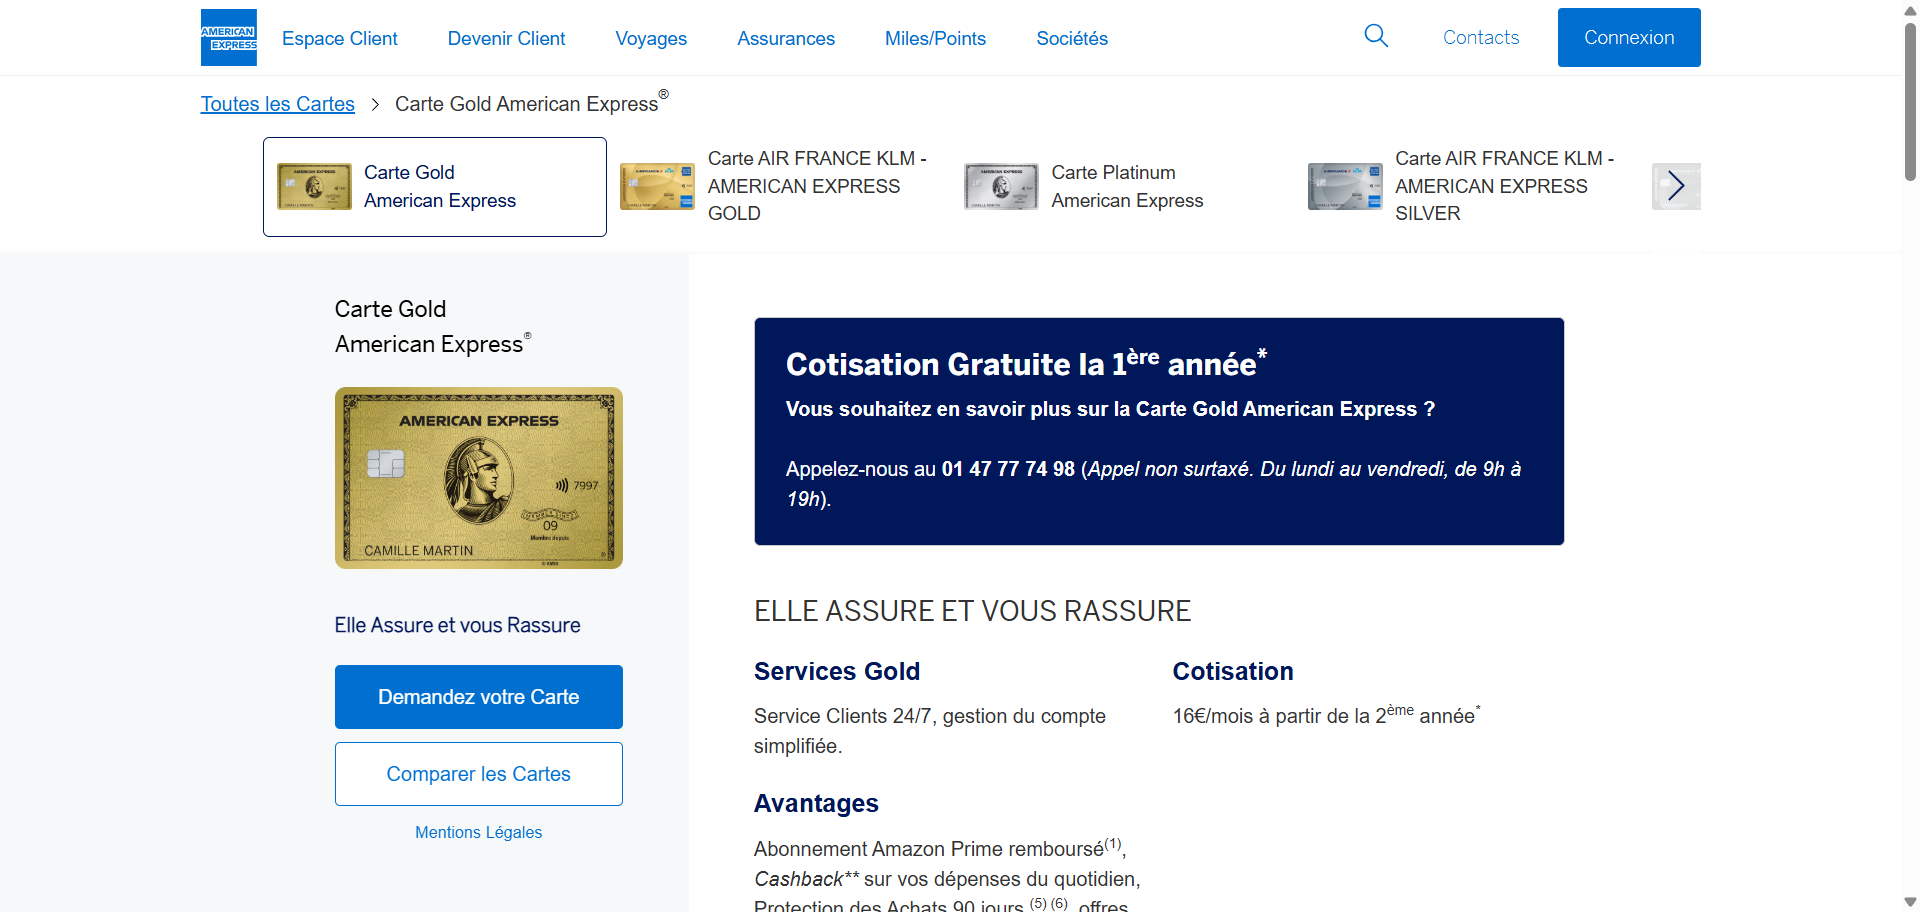 AMERICAN
EXPRESS
Espace Client
Devenir Client
Voyages
Assurances
Miles/Points
Sociétés
Contacts
Connexion
Toutes les Cartes > Carte Gold American Express®
Carte Gold
American Express
Carte AIR FRANCE KLM -
AMERICAN EXPRESS
GOLD
Carte Platinum
American Express
Carte AIR FRANCE KLM -
AMERICAN EXPRESS
SILVER
Carte Gold
American Express®
AMERICAN EXPRESS
7997
MEMBER SINCE
09
Membre depuis
CAMILLE MARTIN
© AMEX
Elle Assure et vous Rassure
Demandez votre Carte
Comparer les Cartes
Mentions Légales
Cotisation Gratuite la 1ère année*
Vous souhaitez en savoir plus sur la Carte Gold American Express ?
Appelez-nous au 01 47 77 74 98 (Appel non surtaxé. Du lundi au vendredi, de 9h à
19h).
ELLE ASSURE ET VOUS RASSURE
Services Gold
Service Clients 24/7, gestion du compte
simplifiée.
Cotisation
16€/mois à partir de la 2ème année*
Avantages
Abonnement Amazon Prime remboursé(1),
Cashback** sur vos dépenses du quotidien,
Protection des Achats 90 jours (5) (6), offres